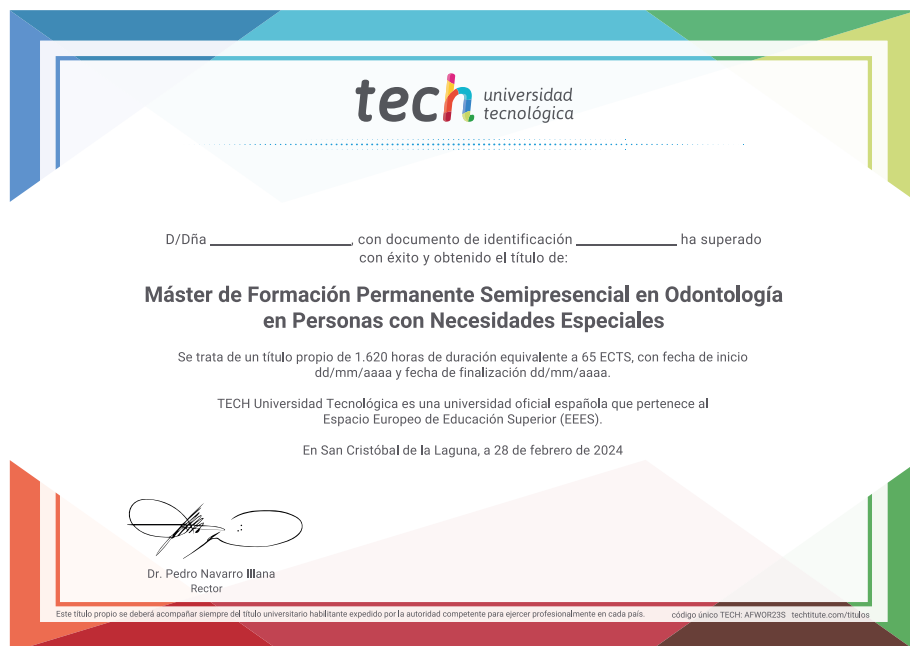 tech universidad
tecnológica
D/Dña ________________, con documento de identificación ____________ ha superado
con éxito y obtenido el título de:
Máster de Formación Permanente Semipresencial en Odontología
en Personas con Necesidades Especiales
Se trata de un título propio de 1.620 horas de duración equivalente a 65 ECTS, con fecha de inicio
dd/mm/aaaa y fecha de finalización dd/mm/aaaa.
TECH Universidad Tecnológica es una universidad oficial española que pertenece al
Espacio Europeo de Educación Superior (EEES).
En San Cristóbal de la Laguna, a 28 de febrero de 2024
Dr. Pedro Navarro Illana
Rector
Este título propio se deberá acompañar siempre del título universitario habilitante expedido por la autoridad competente para ejercer profesionalmente en cada país. código único TECH: AFWOR23S techtitute.com/titulos